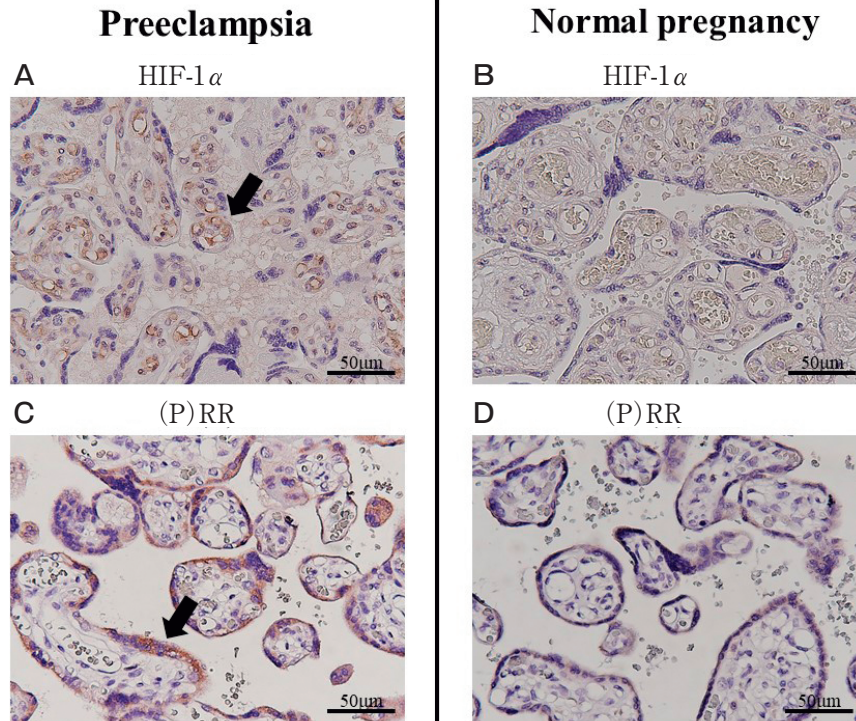 Preeclampsia
Normal pregnancy
A HIF-1α
B HIF-1α
50μm
50μm
C (P)RR
D (P)RR
50μm
50μm